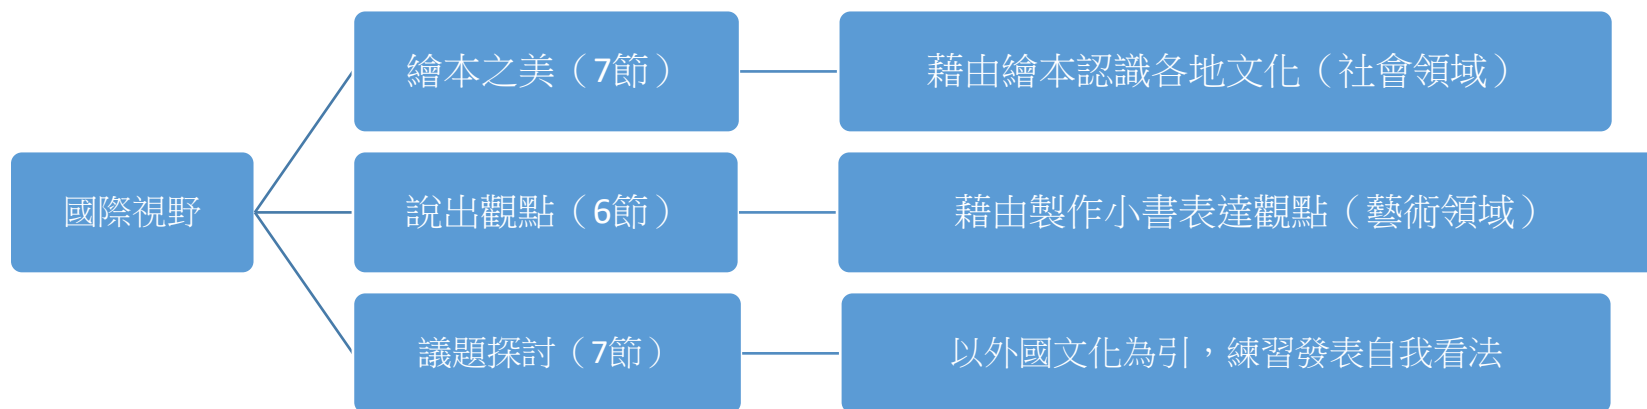 繪本之美（7節）
藉由繪本認識各地文化（社會領域）
國際視野
說出觀點（6節）
藉由製作小書表達觀點（藝術領域）
議題探討（7節）
以外國文化為引，練習發表自我看法